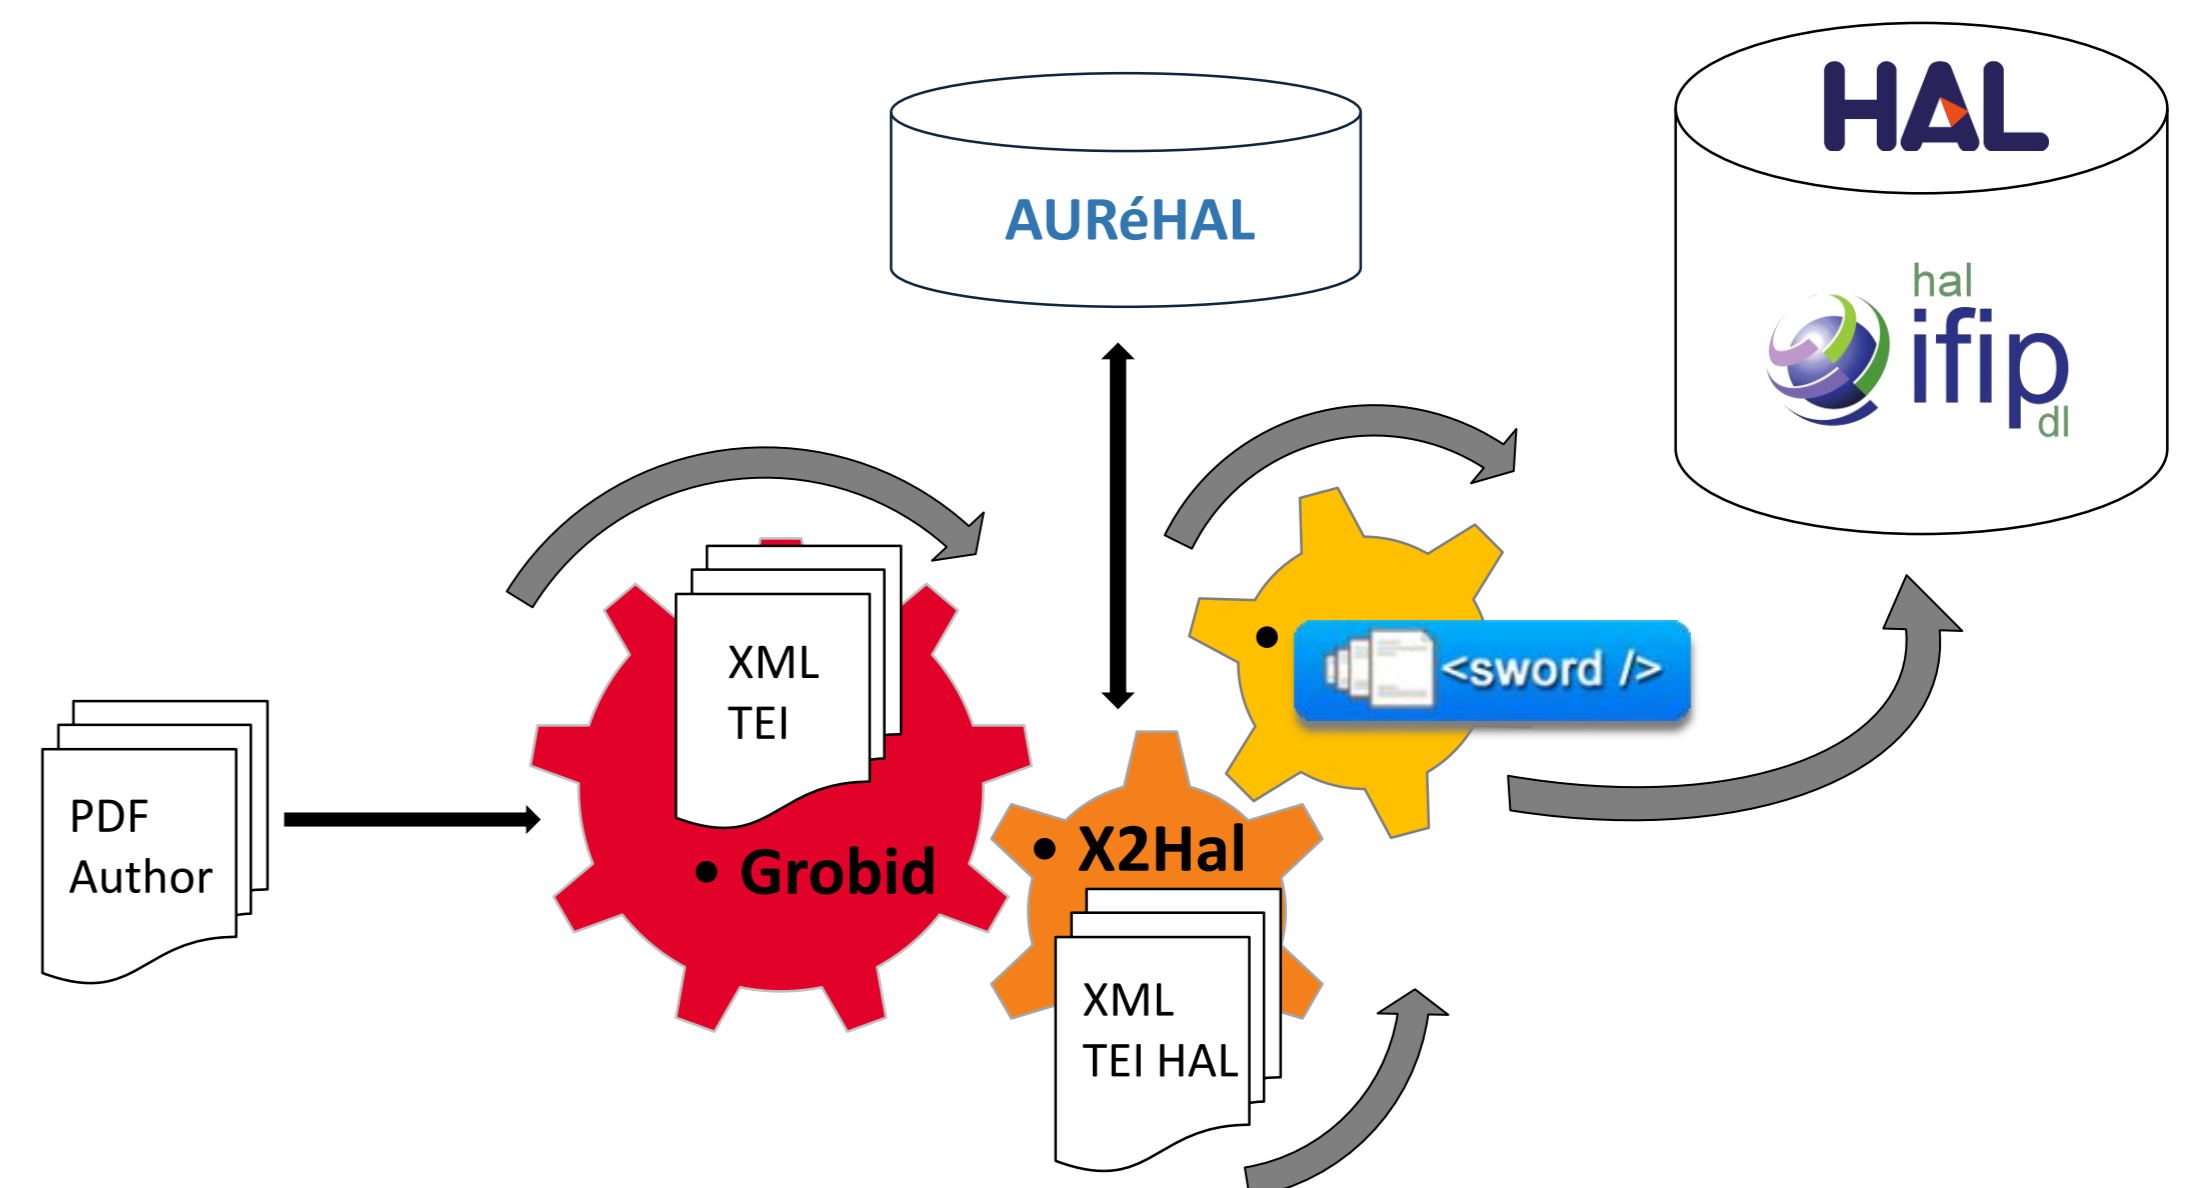 HAL
AURéHAL
hal
ifip
dl
XML
TEI
<sword />
PDF
Author
• Grobid
• X2Hal
XML
TEI HAL